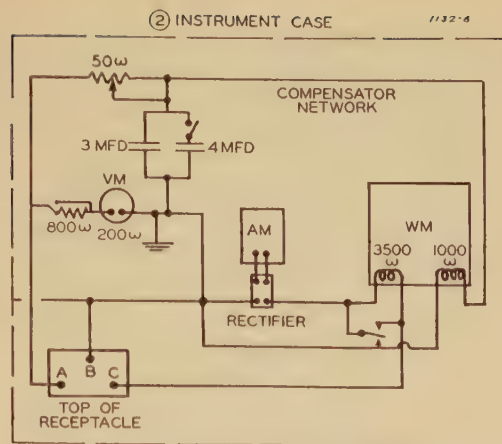 ② INSTRUMENT CASE
1132-6
50ω
COMPENSATOR
NETWORK
3 MFD
4 MFD
VM
800ω
200ω
AM
WM
3500
ω
1000
ω
RECTIFIER
A
B
C
TOP OF
RECEPTACLE